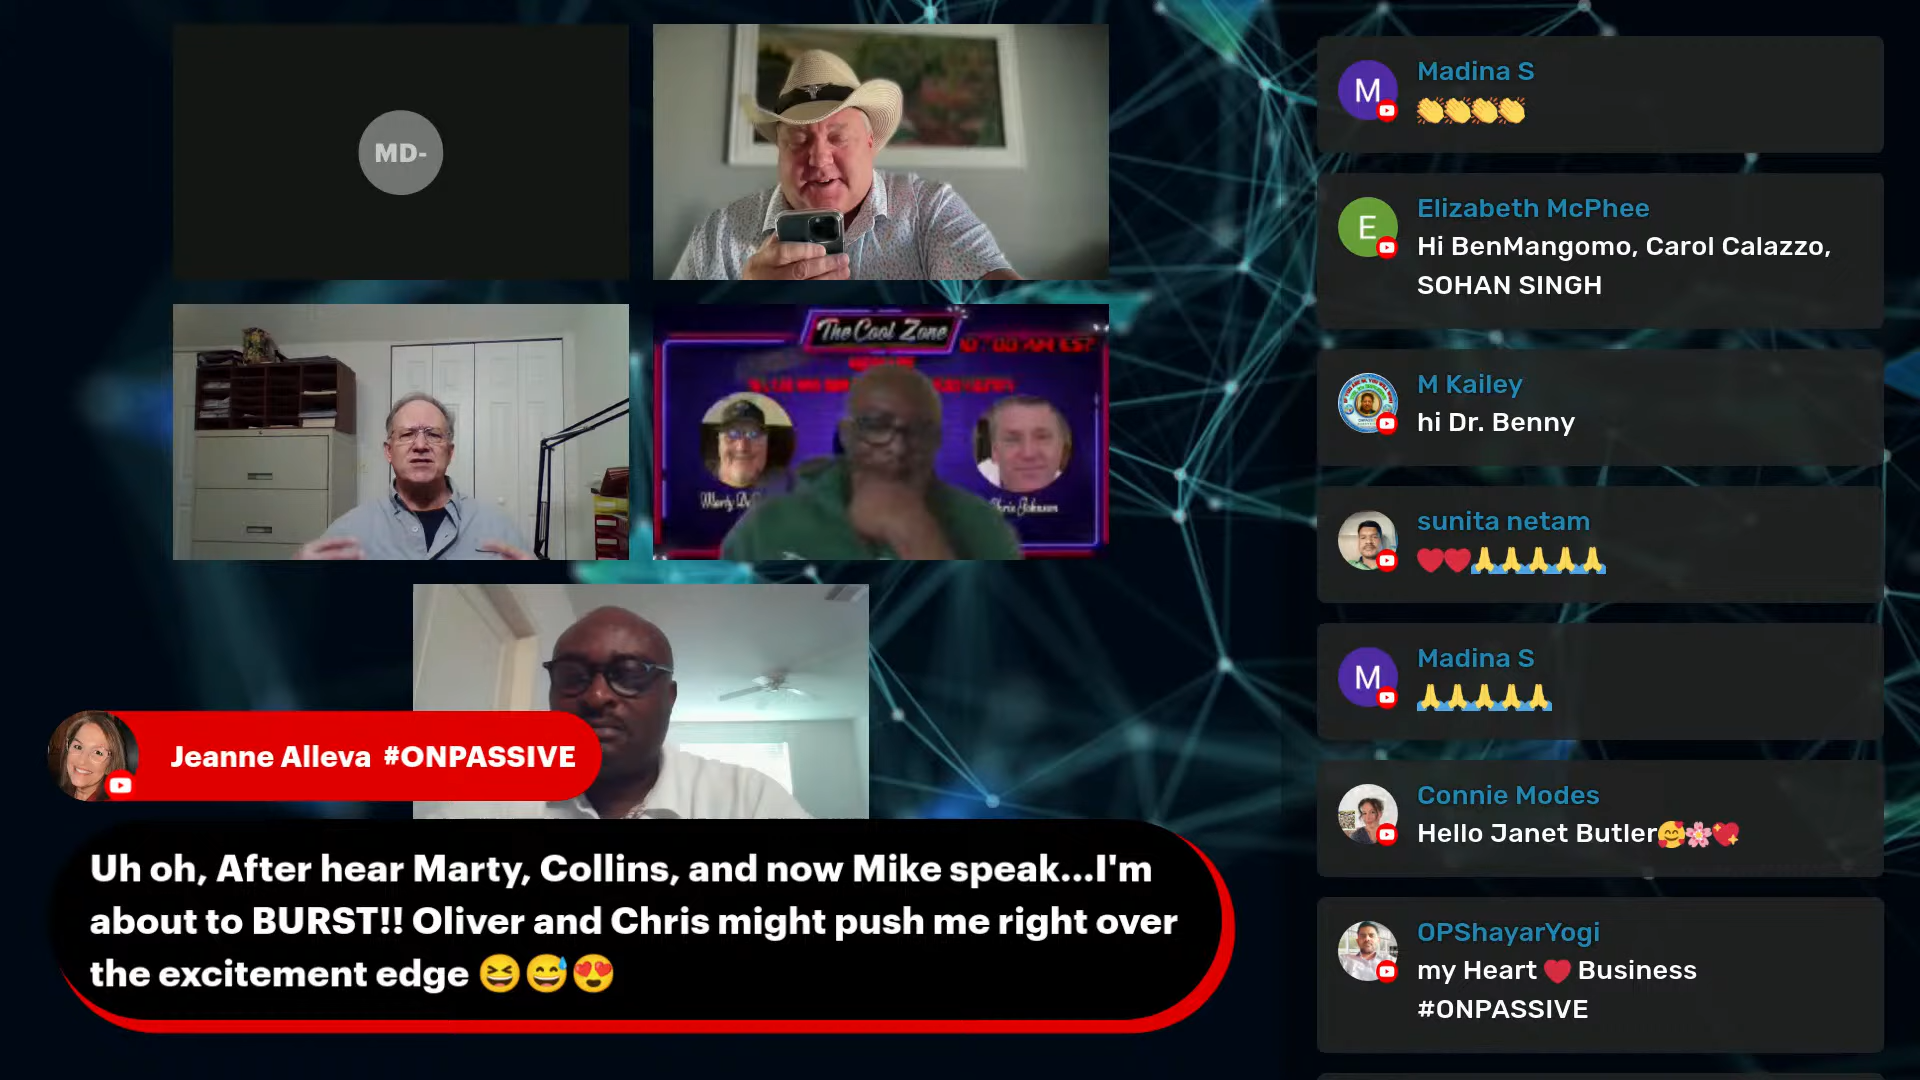 MD-
The Cool Zone
Chris Johnson
Jeanne Alleva #ONPASSIVE
Uh oh, After hear Marty, Collins, and now Mike speak...I'm
about to BURST!! Oliver and Chris might push me right over
the excitement edge 😆😅😍
M
Madina S
👏👏👏👏
E
Elizabeth McPhee
Hi BenMangomo, Carol Calazzo,
SOHAN SINGH
M Kailey
hi Dr. Benny
sunita netam
❤️❤️🙏🙏🙏🙏🙏
M
Madina S
🙏🙏🙏🙏🙏
Connie Modes
Hello Janet Butler🥰🌸💖
OPShayarYogi
my Heart ❤️ Business
#ONPASSIVE